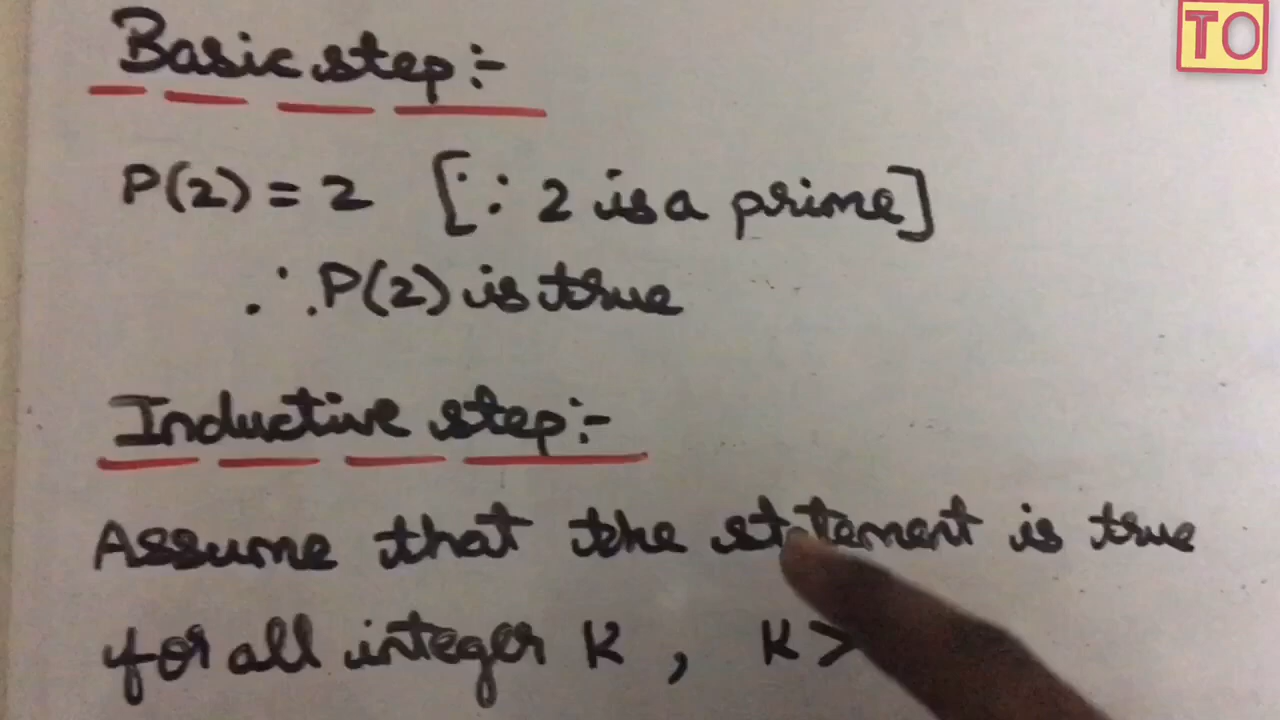 TO
Basic step:-
P(2) = 2 [∵ 2 is a prime]
∴ P(2) is true
Inductive step:-
Assume that the statement is true
for all integer K, K>